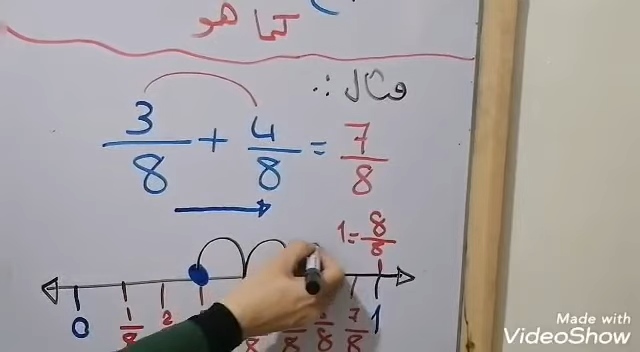 كما هو
مثال :
3/8 + 4/8 = 7/8
1 = 8/8
0 1/8 2 8 8 6/8 7/8 1
Made with
VideoShow